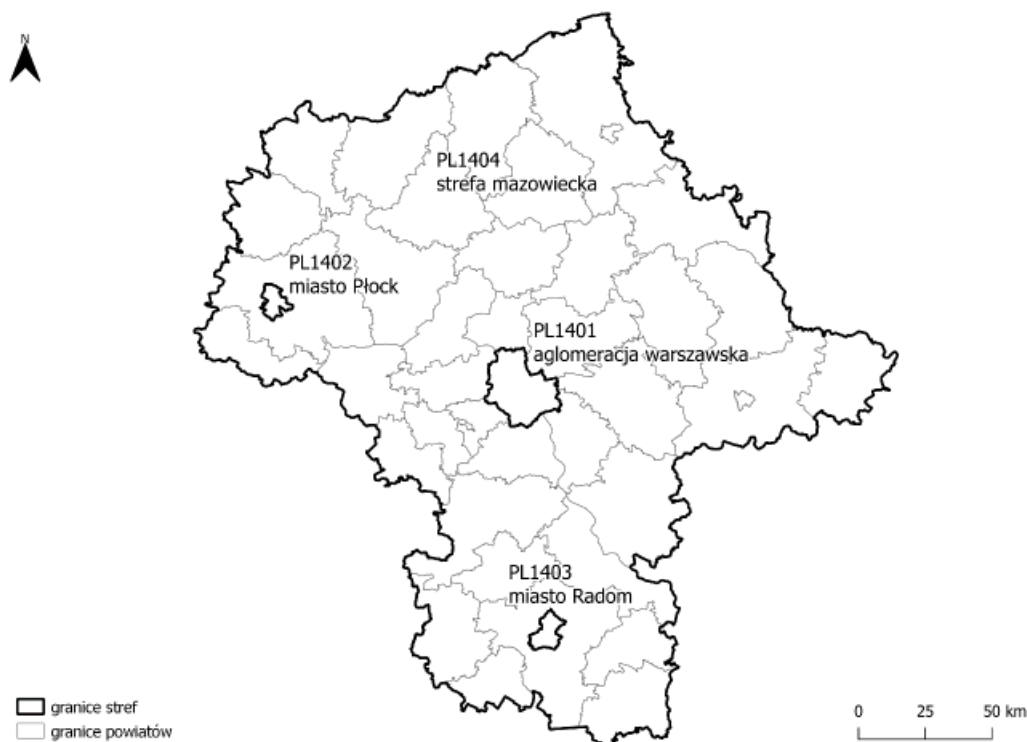 N
PL1404
strefa mazowiecka
PL1402
miasto Płock
PL1401
aglomeracja warszawska
PL1403
miasto Radom
granice stref
granice powiatów
0 25 50 km